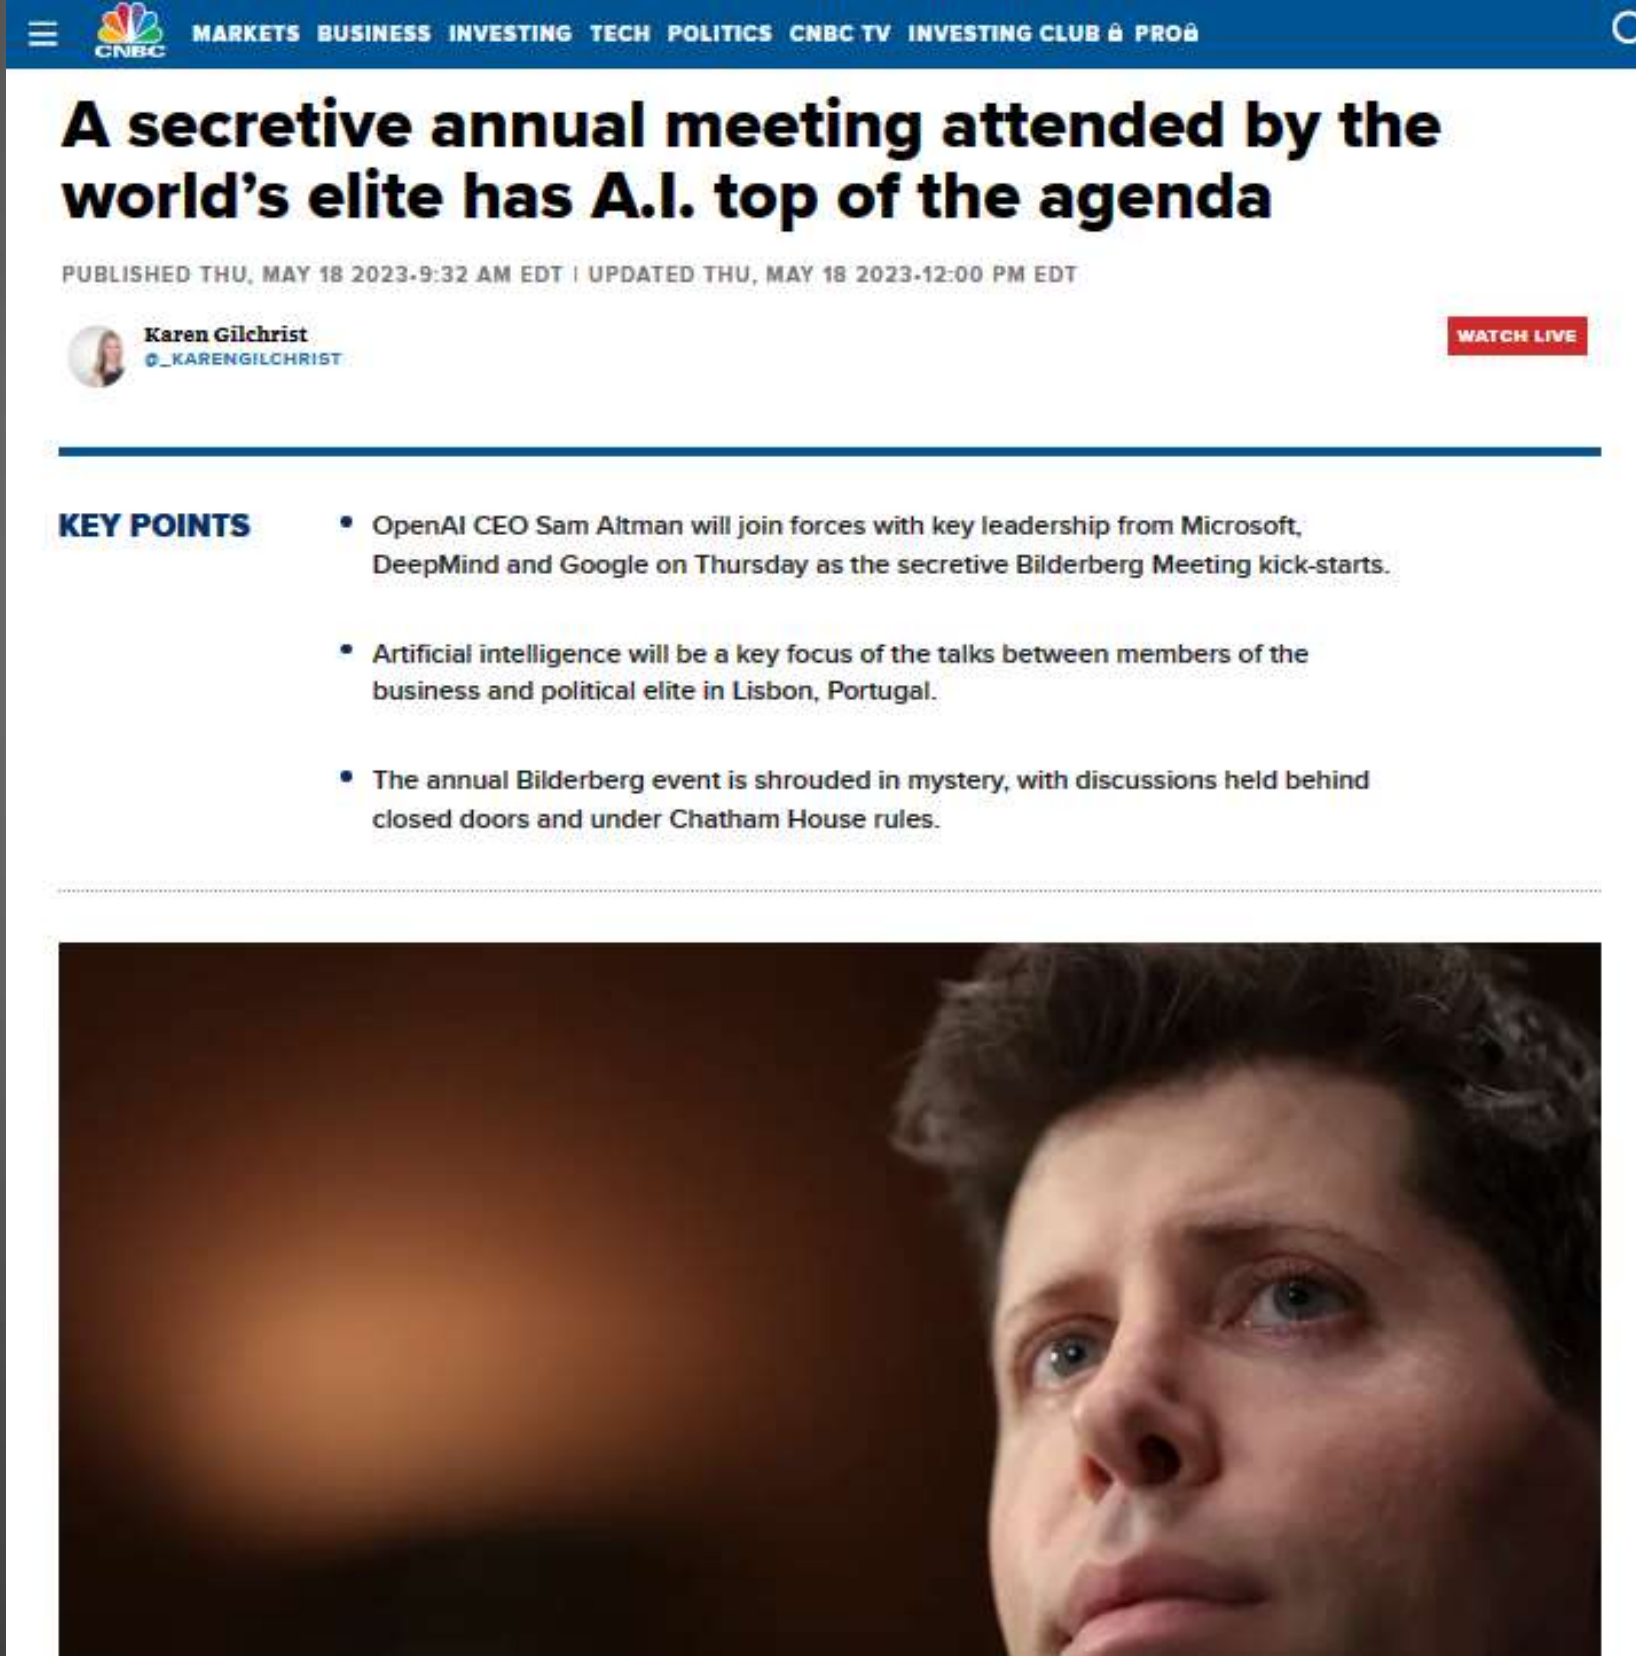 CNBC
MARKETS BUSINESS INVESTING TECH POLITICS CNBC TV INVESTING CLUB PRO
A secretive annual meeting attended by the
world’s elite has A.I. top of the agenda
PUBLISHED THU, MAY 18 2023•9:32 AM EDT | UPDATED THU, MAY 18 2023•12:00 PM EDT
Karen Gilchrist
@_KARENGILCHRIST
WATCH LIVE
KEY POINTS
• OpenAI CEO Sam Altman will join forces with key leadership from Microsoft,
DeepMind and Google on Thursday as the secretive Bilderberg Meeting kick-starts.
• Artificial intelligence will be a key focus of the talks between members of the
business and political elite in Lisbon, Portugal.
• The annual Bilderberg event is shrouded in mystery, with discussions held behind
closed doors and under Chatham House rules.